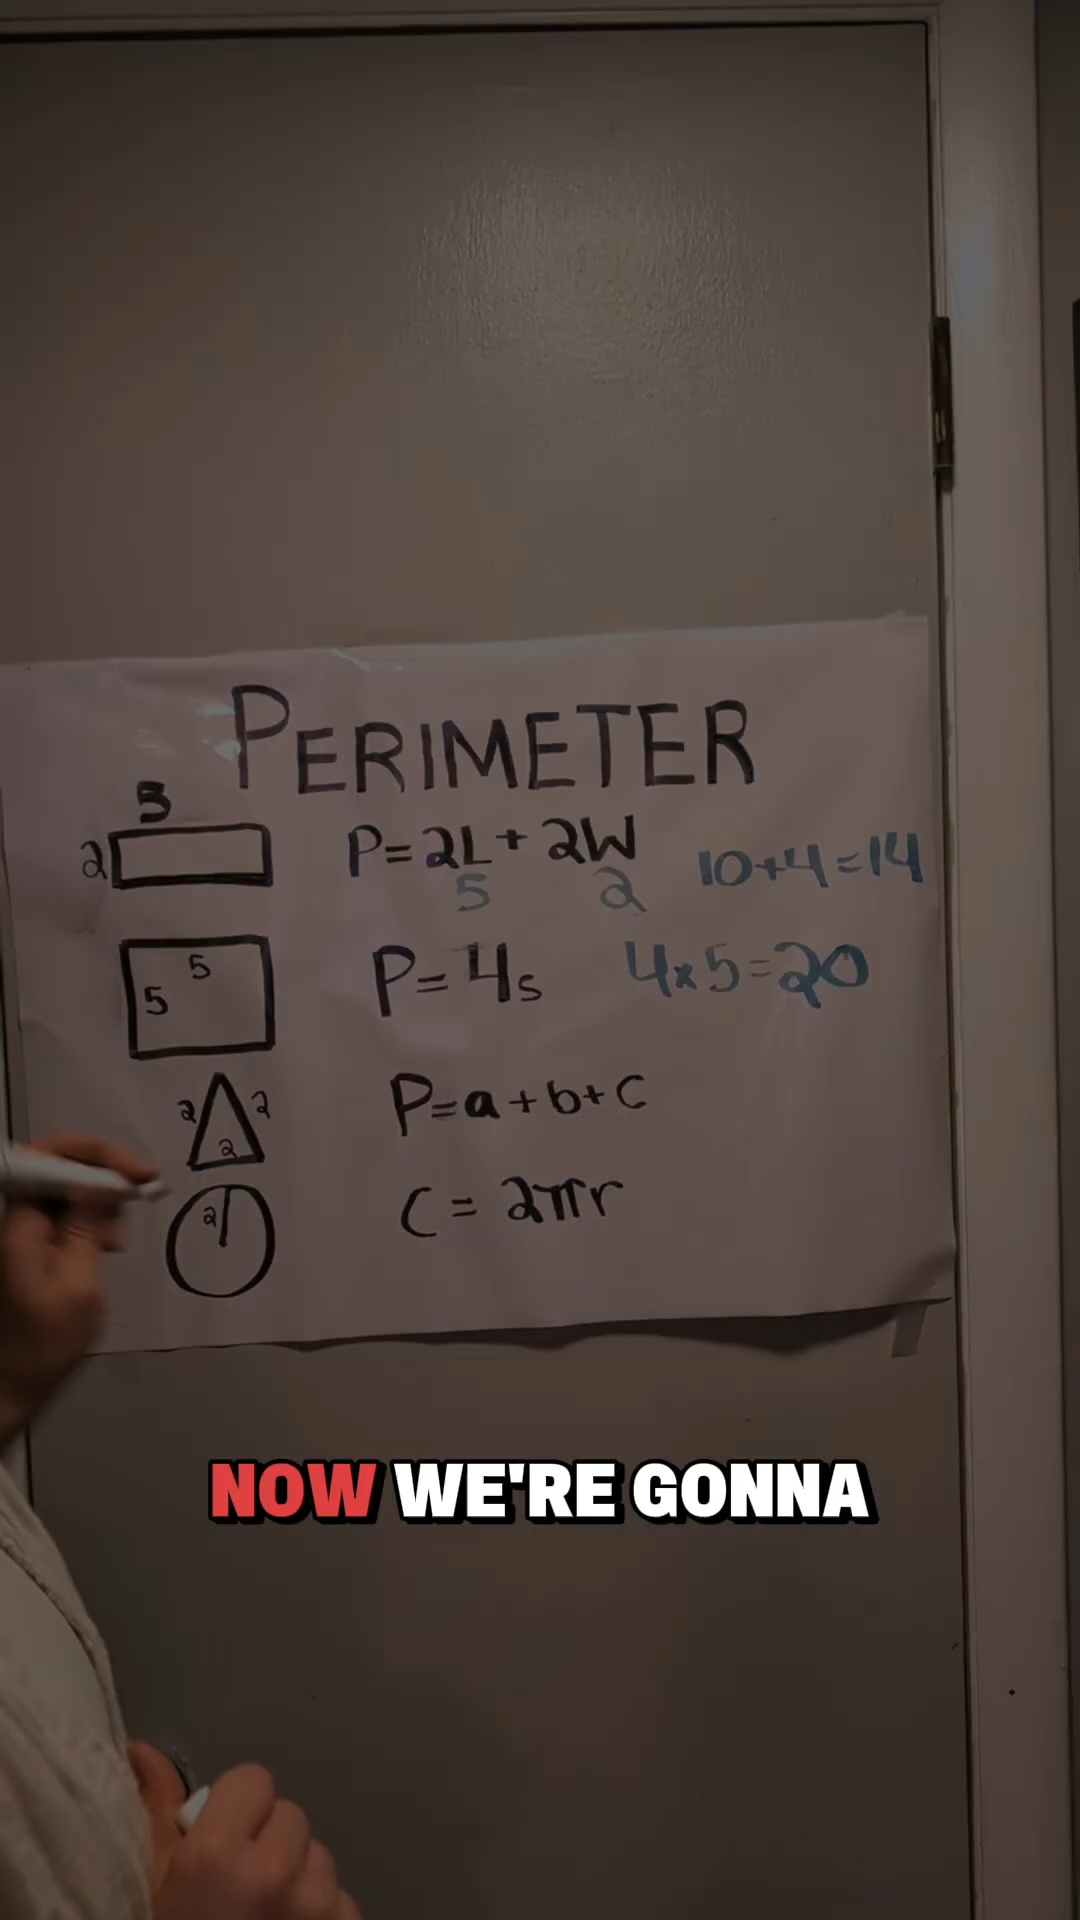 PERIMETER
5
2 P=2L+2W 10+4=14
5 2
5
5 P=4s 4x5=20
2 2 P=a+b+c
2
2 C=2πr
NOW WE'RE GONNA